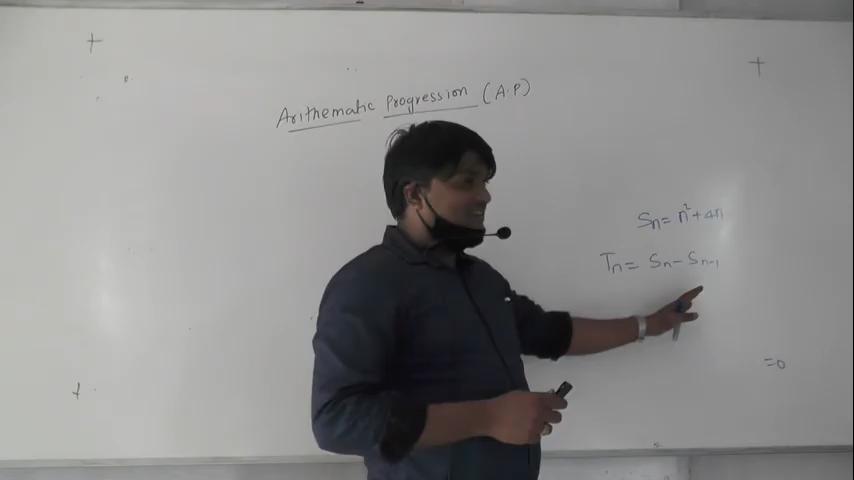 Arithematic Progression (A.P)
Sn = n² + 4n
Tn = Sn - Sn-1
=0